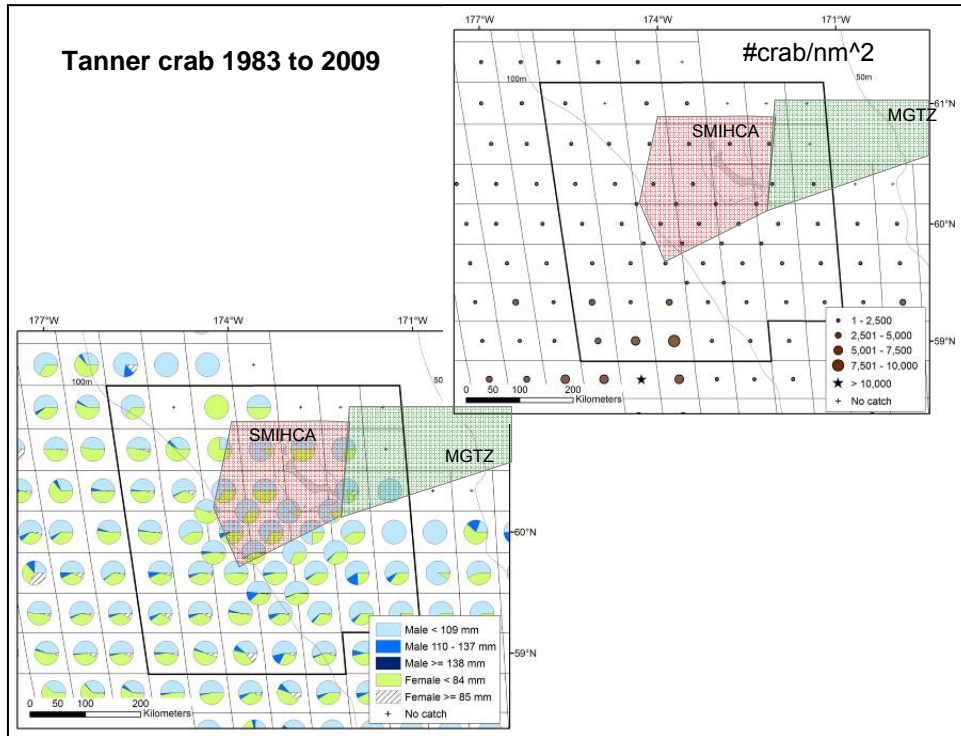 Tanner crab 1983 to 2009
177°W 174°W 171°W
#crab/nm^2
100m
50m
61°N
MGTZ
SMIHCA
60°N
1 - 2,500
2,501 - 5,000
5,001 - 7,500
7,501 - 10,000
> 10,000
No catch
59°N
0 50 100 200
Kilometers
177°W 174°W 171°W
100m
50
SMIHCA
MGTZ
60°N
Male < 109 mm
Male 110 - 137 mm
Male >= 138 mm
Female < 84 mm
Female >= 85 mm
No catch
59°N
0 50 100 200
Kilometers